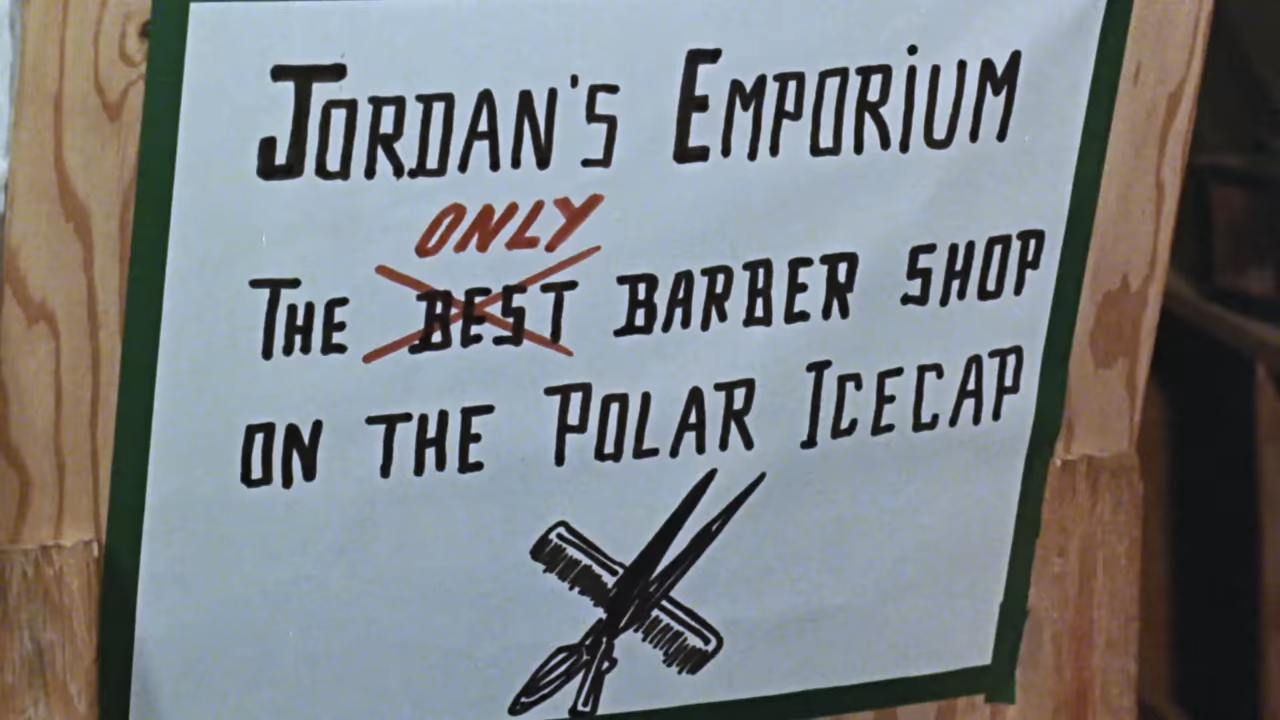 JORDAN'S EMPORIUM
ONLY
THE BEST BARBER SHOP
ON THE POLAR ICECAP